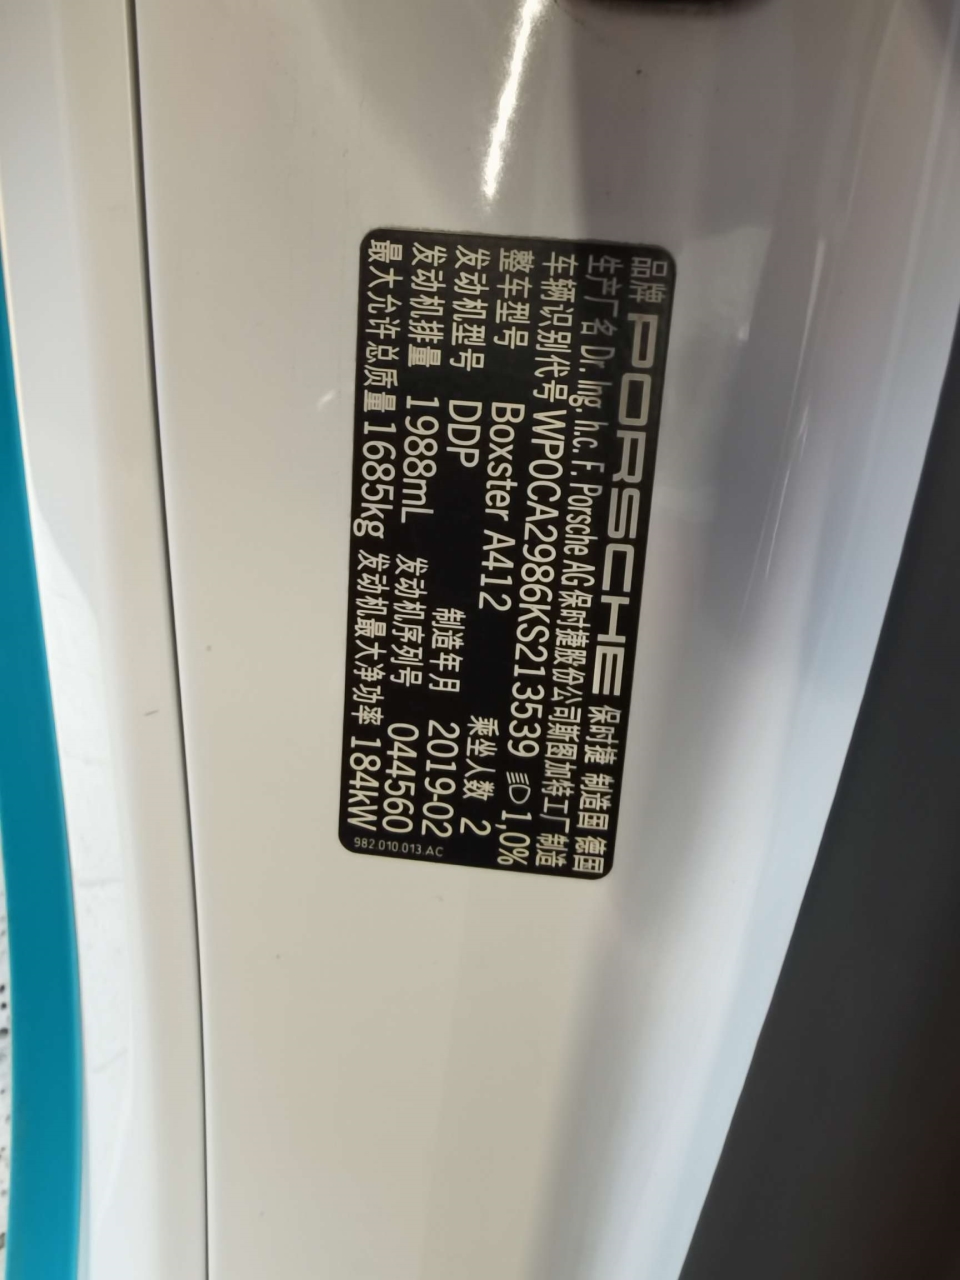 品牌 PORSCHE 保时捷 制造国 德国
生产厂名 Dr. Ing. h.c. F. Porsche AG保时捷股份公司斯图加特工厂 制造
车辆识别代号 WP0CA2986KS213539 1,0%
整车型号 Boxster A412 乘坐人数 2
发动机型号 DDP 制造年月 2019-02
发动机排量 1988mL 发动机序列号 044560
最大允许总质量 1685kg 发动机最大净功率 184kW
982.010.013.AC